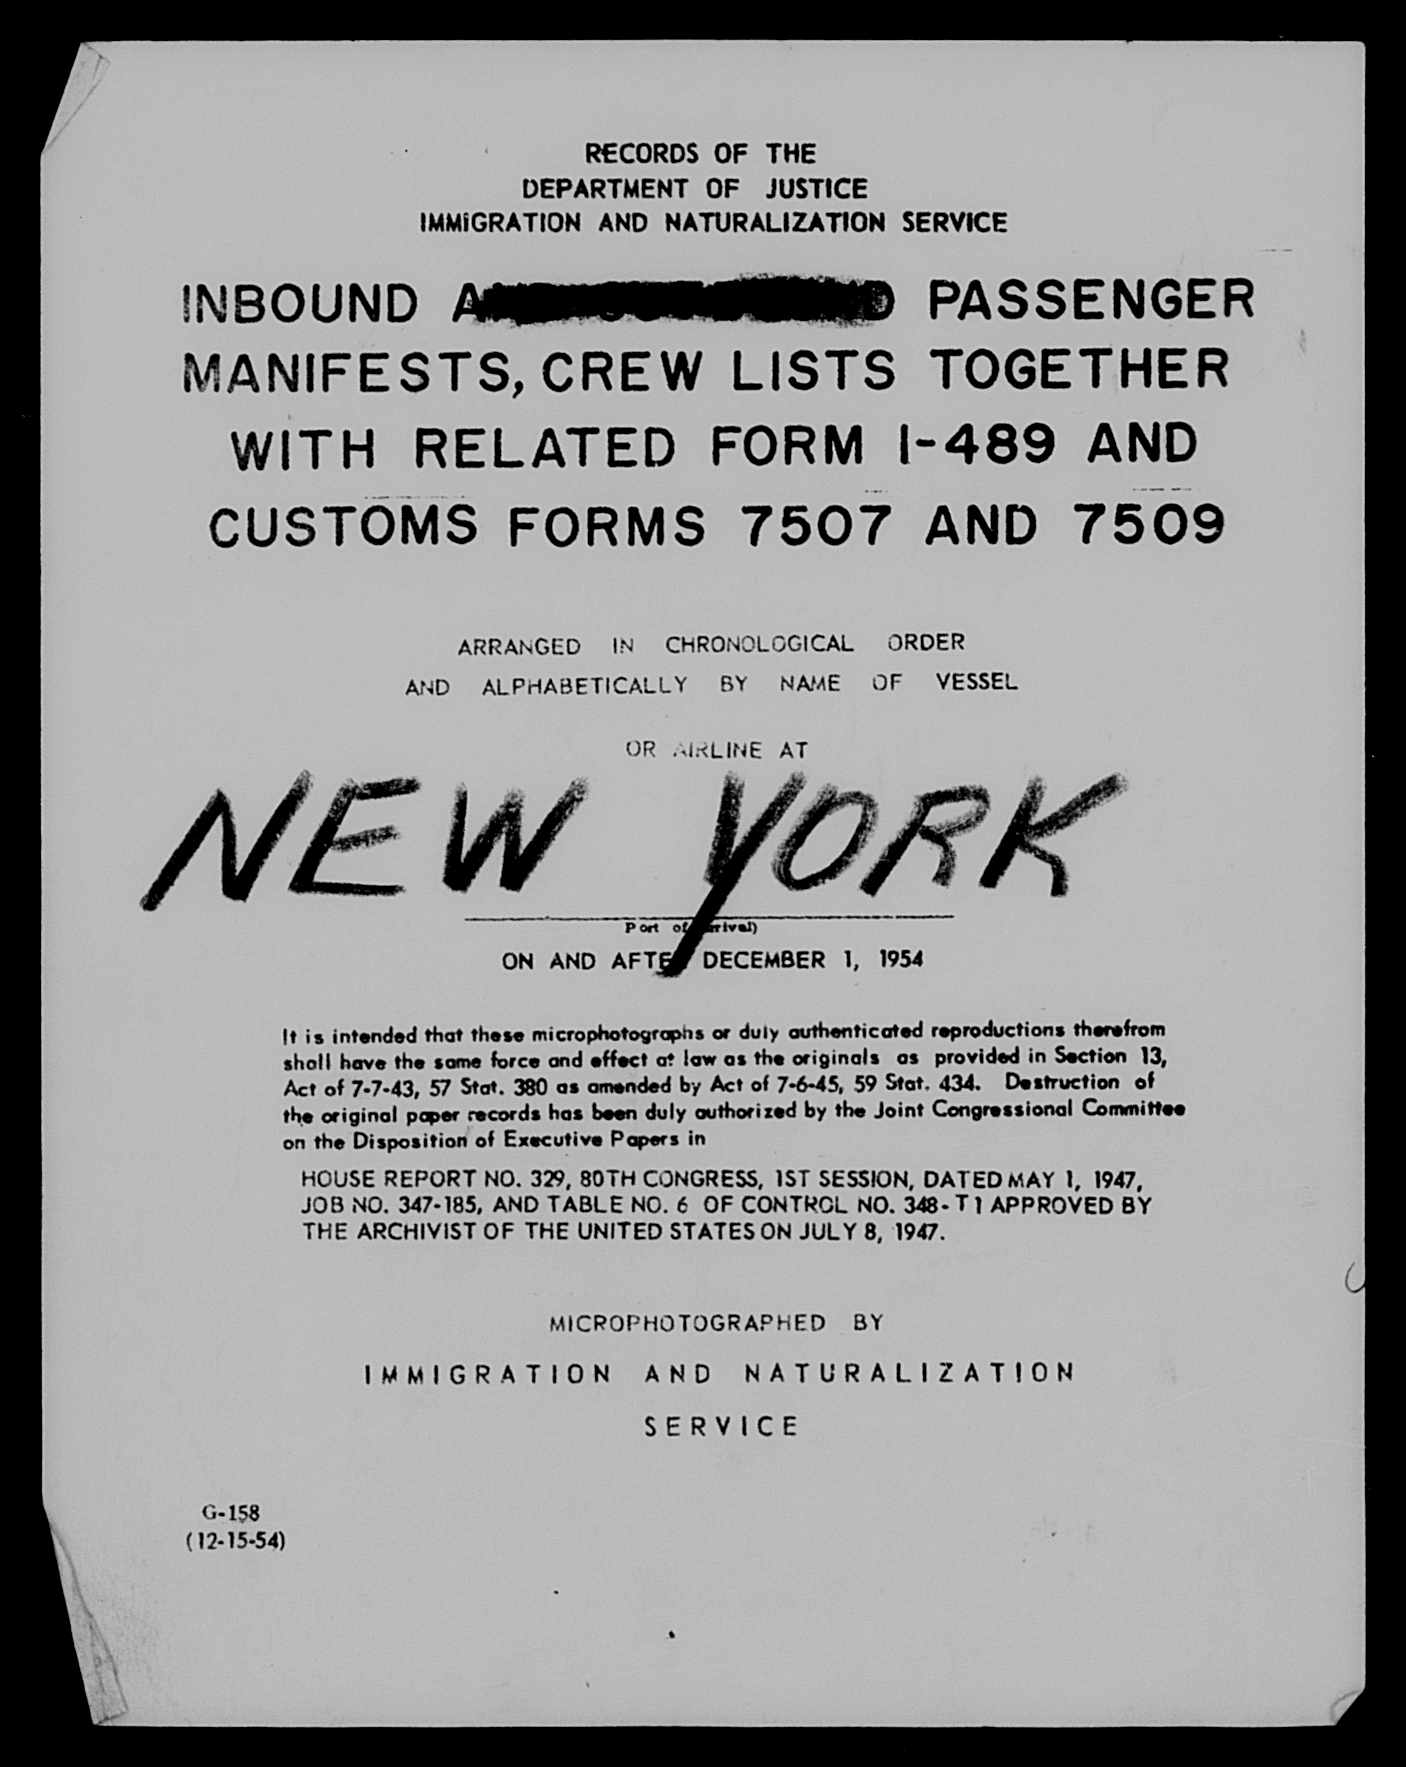 RECORDS OF THE
DEPARTMENT OF JUSTICE
IMMIGRATION AND NATURALIZATION SERVICE
INBOUND PASSENGER
MANIFESTS, CREW LISTS TOGETHER
WITH RELATED FORM I-489 AND
CUSTOMS FORMS 7507 AND 7509
ARRANGED IN CHRONOLOGICAL ORDER
AND ALPHABETICALLY BY NAME OF VESSEL
OR AIRLINE AT
NEW YORK
Port of
ON AND AFTER DECEMBER 1, 1954
It is intended that these microphotographs or duly authenticated reproductions therefrom
shall have the same force and effect at law as the originals as provided in Section 13,
Act of 7-7-43, 57 Stat. 380 as amended by Act of 7-6-45, 59 Stat. 434. Destruction of
the original paper records has been duly authorized by the Joint Congressional Committee
on the Disposition of Executive Papers in
HOUSE REPORT NO. 329, 80TH CONGRESS, 1ST SESSION, DATED MAY 1, 1947,
JOB NO. 347-185, AND TABLE NO. 6 OF CONTROL NO. 348-T1 APPROVED BY
THE ARCHIVIST OF THE UNITED STATES ON JULY 8, 1947.
MICROPHOTOGRAPHED BY
IMMIGRATION AND NATURALIZATION
SERVICE
G-158
(12-15-54)